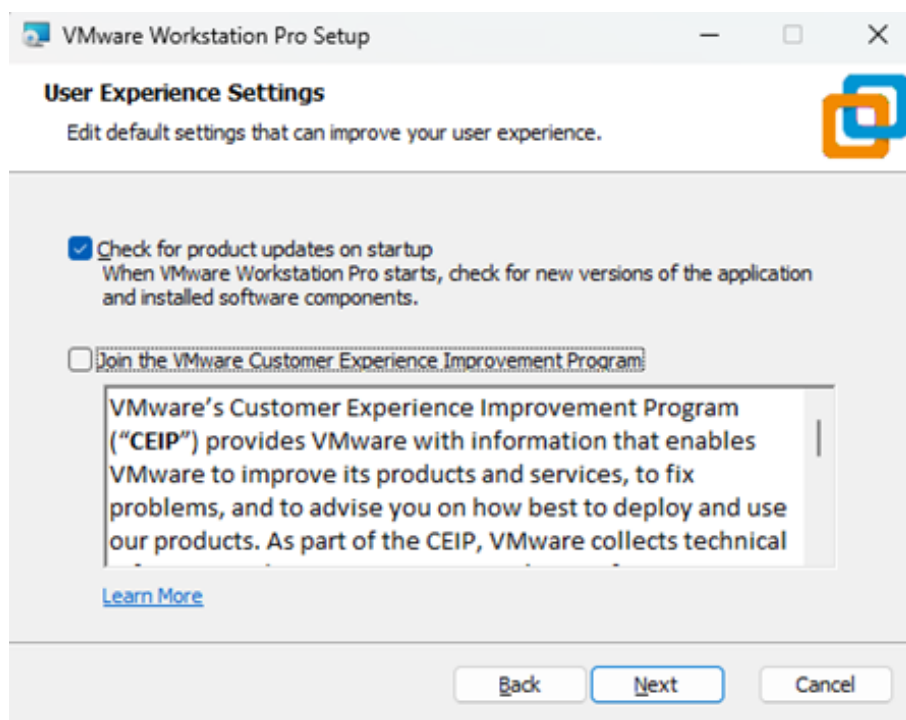 VMware Workstation Pro Setup
User Experience Settings
Edit default settings that can improve your user experience.
Check for product updates on startup
When VMware Workstation Pro starts, check for new versions of the application
and installed software components.
Join the VMware Customer Experience Improvement Program
VMware's Customer Experience Improvement Program
("CEIP") provides VMware with information that enables
VMware to improve its products and services, to fix
problems, and to advise you on how best to deploy and use
our products. As part of the CEIP, VMware collects technical
Learn More
Back
Next
Cancel